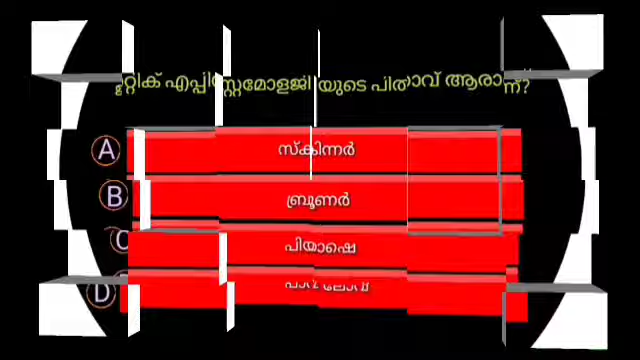 എപ്പിസ്റ്റമോളജി യുടെ പിതാവ് ആരാണ്?
A സ്കിന്നർ
B ബ്രൂണർ
C പിയാഷെ
D